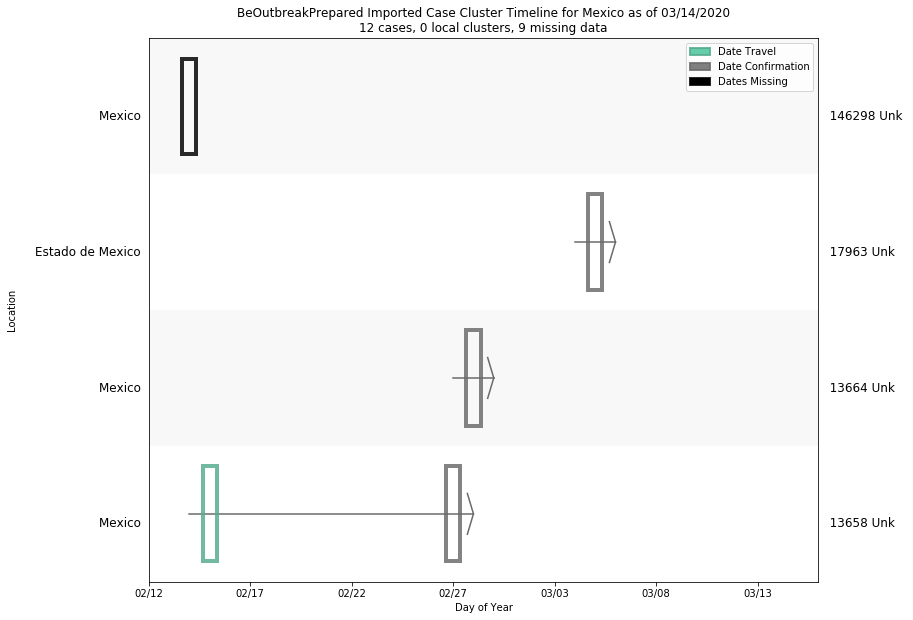 BeOutbreakPrepared Imported Case Cluster Timeline for Mexico as of 03/14/2020
12 cases, 0 local clusters, 9 missing data
Date Travel
Date Confirmation
Dates Missing
Mexico
146298 Unk
Estado de Mexico
17963 Unk
Location
Mexico
13664 Unk
Mexico
13658 Unk
02/12 02/17 02/22 02/27 03/03 03/08 03/13
Day of Year